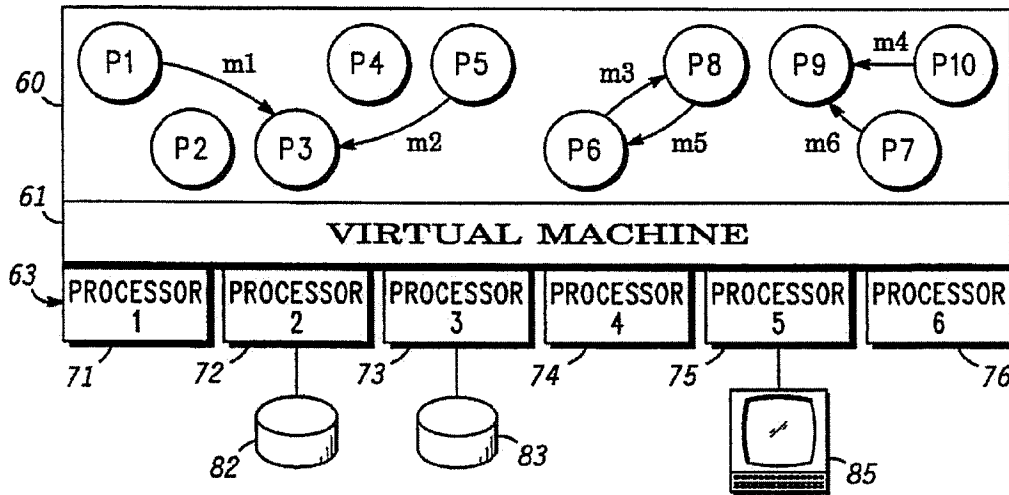 P1
m1
P4
P5
m3
P8
P9
m4
P10
60
P2
P3
m2
P6
m5
m6
P7
61
VIRTUAL MACHINE
63
PROCESSOR
1
PROCESSOR
2
PROCESSOR
3
PROCESSOR
4
PROCESSOR
5
PROCESSOR
6
71
72
73
74
75
76
82
83
85